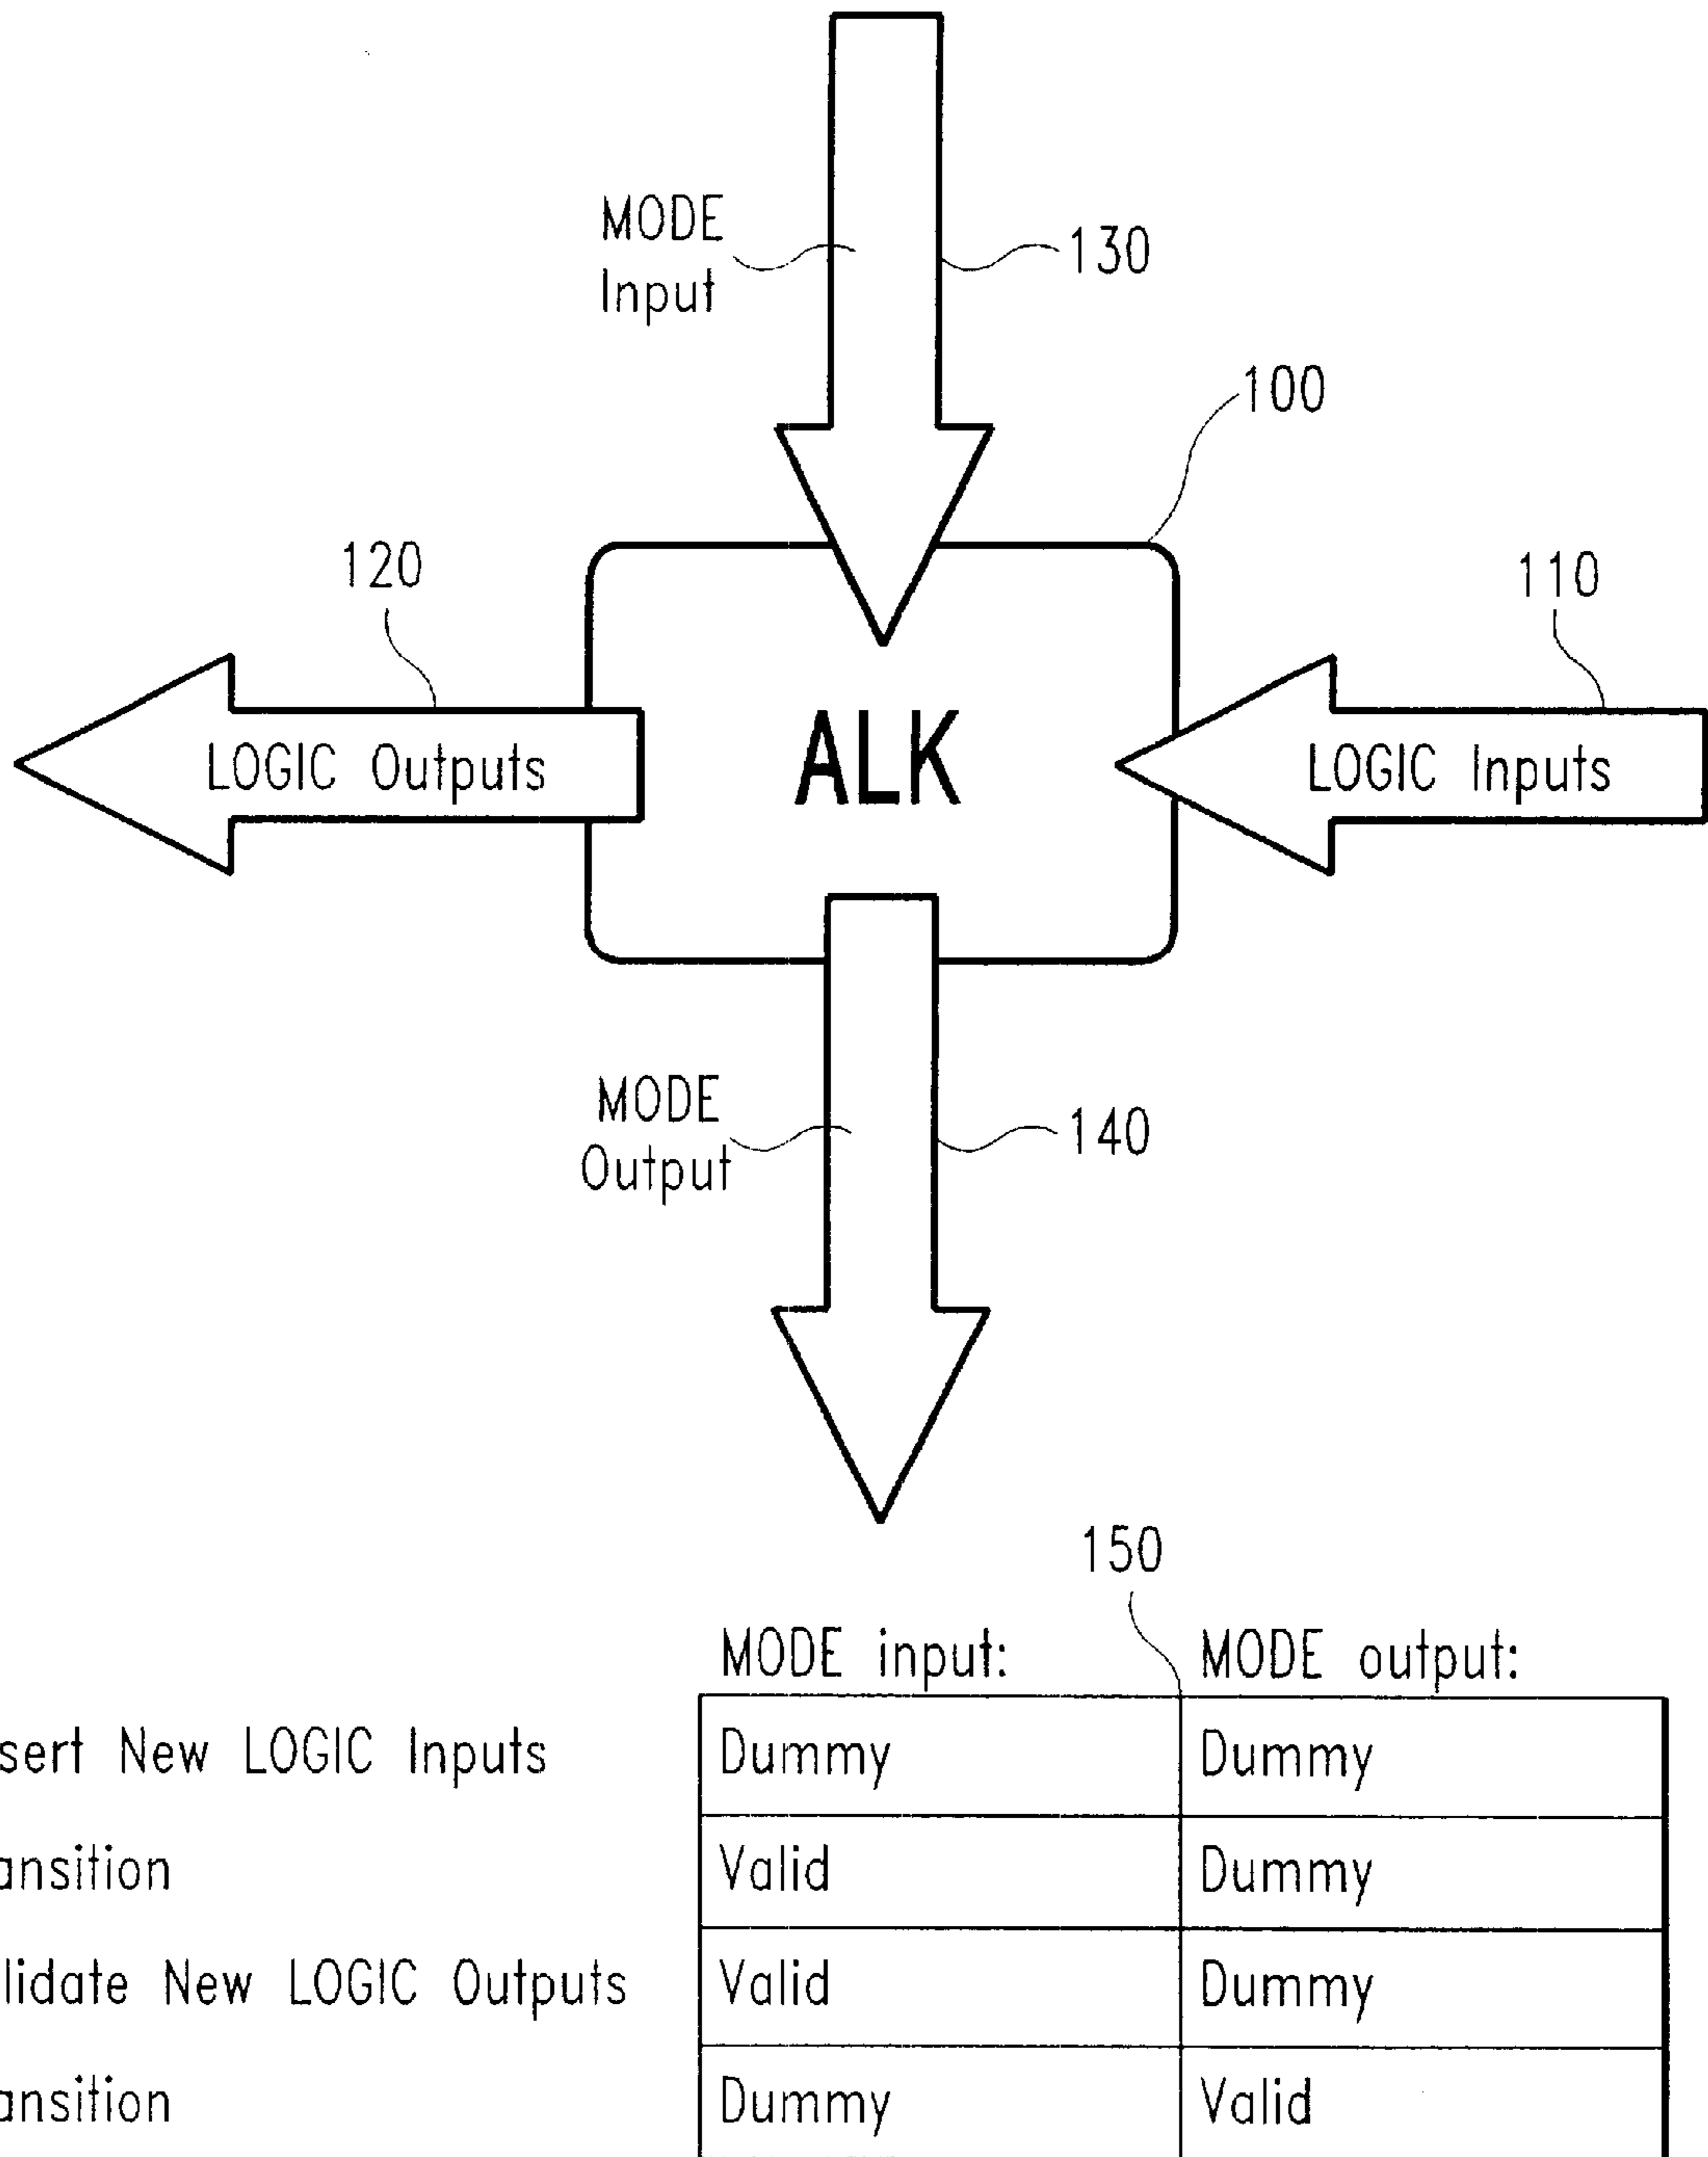 MODE
Input
130
100
120
110
LOGIC Outputs
ALK
LOGIC Inputs
MODE
Output
140
150
MODE input: MODE output:
sert New LOGIC Inputs Dummy Dummy
ansition Valid Dummy
lidate New LOGIC Outputs Valid Dummy
ansition Dummy Valid